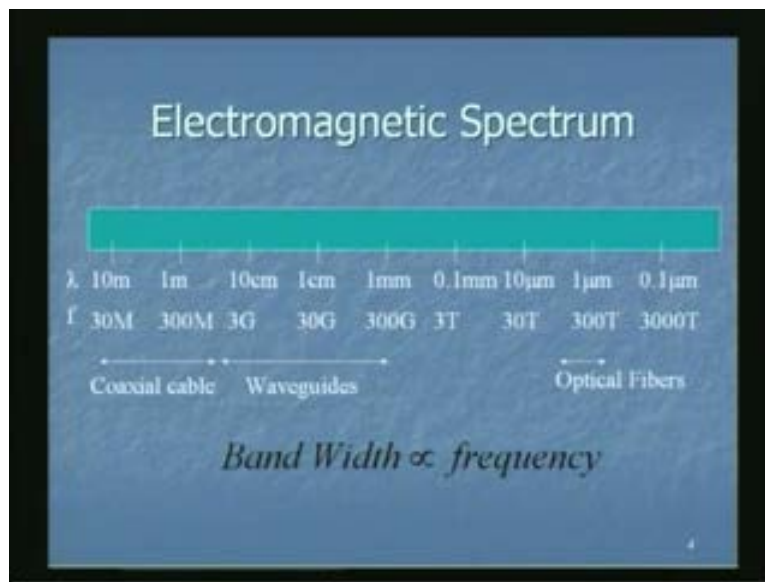 Electromagnetic Spectrum
λ 10m 1m 10cm 1cm 1mm 0.1mm 10µm 1µm 0.1µm
f 30M 300M 3G 30G 300G 3T 30T 300T 3000T
Coaxial cable Waveguides Optical Fibers
Band Width ∝ frequency
4